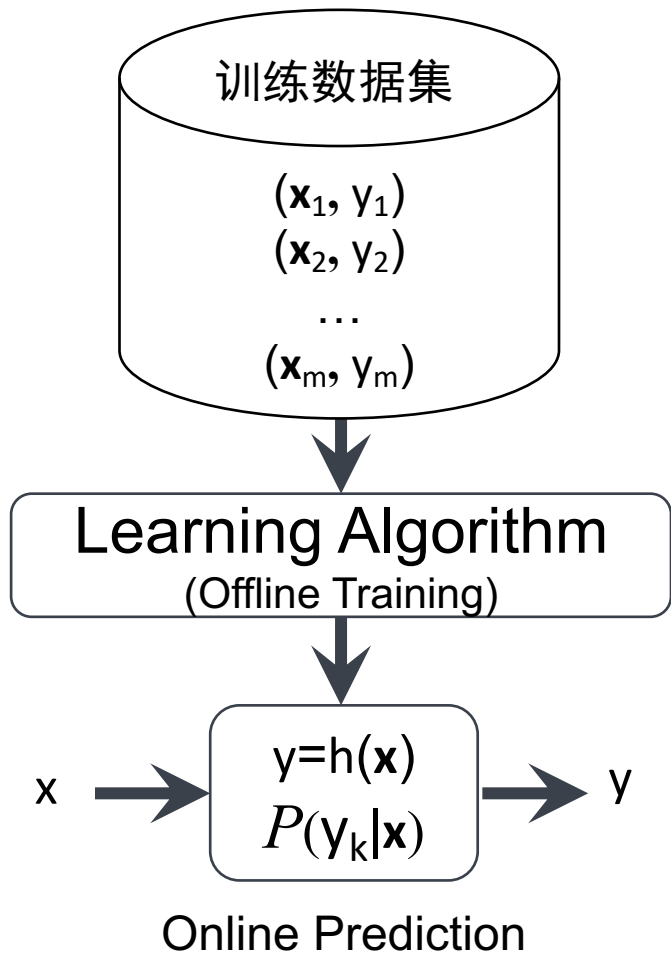 训练数据集
(x₁, y₁)
(x₂, y₂)
…
(xₘ, yₘ)
Learning Algorithm
(Offline Training)
y=h(x)
x
y
P(yₖ|x)
Online Prediction